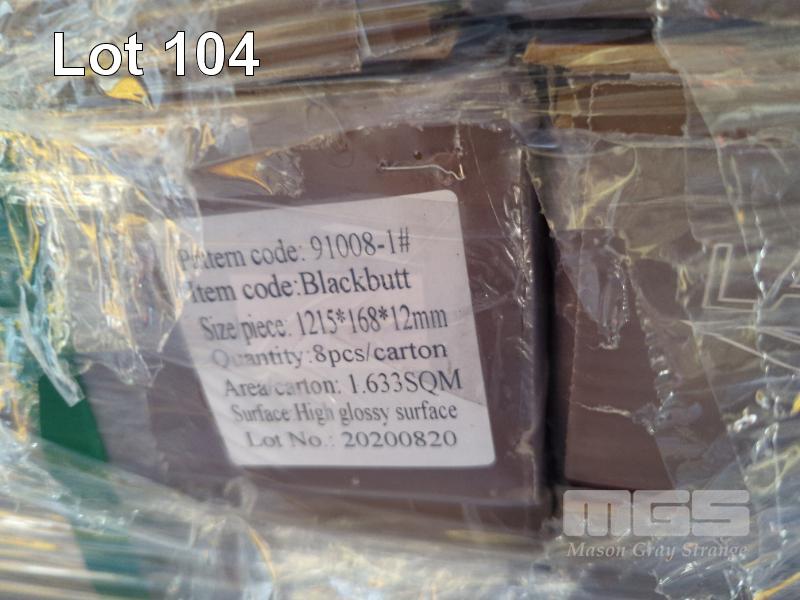 Lot 104
Pattern code: 91008-1#
Item code:Blackbutt
Size piece: 1215*168*12mm
Quantity:8pcs/carton
Area/carton: 1.633SQM
Surface:High glossy surface
Lot No.: 20200820
MGS
Mason Gray Strange